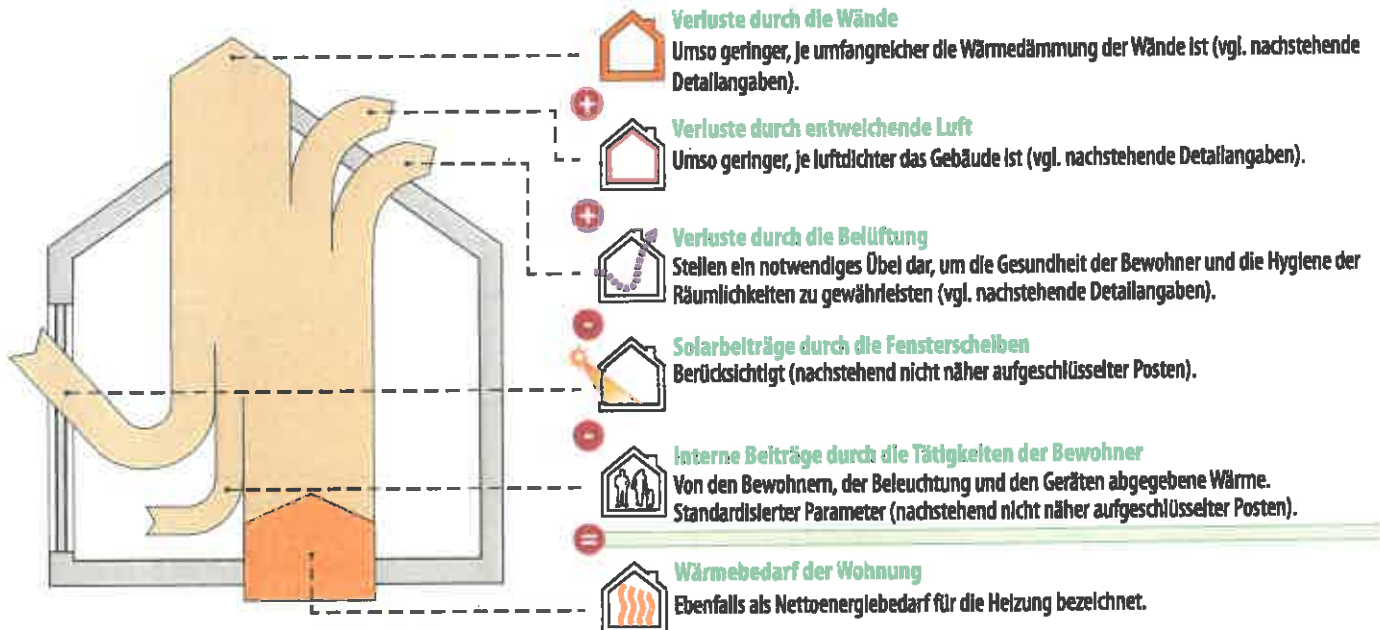 Verluste durch die Wände
Umso geringer, je umfangreicher die Wärmedämmung der Wände ist (vgl. nachstehende
Detailangaben).
+
Verluste durch entweichende Luft
Umso geringer, je luftdichter das Gebäude ist (vgl. nachstehende Detailangaben).
+
Verluste durch die Belüftung
Stellen ein notwendiges Übel dar, um die Gesundheit der Bewohner und die Hygiene der
Räumlichkeiten zu gewährleisten (vgl. nachstehende Detailangaben).
-
Solarbeiträge durch die Fensterscheiben
Berücksichtigt (nachstehend nicht näher aufgeschlüsselter Posten).
-
Interne Beiträge durch die Tätigkeiten der Bewohner
Von den Bewohnern, der Beleuchtung und den Geräten abgegebene Wärme.
Standardisierter Parameter (nachstehend nicht näher aufgeschlüsselter Posten).
=
Wärmebedarf der Wohnung
Ebenfalls als Nettoenergiebedarf für die Heizung bezeichnet.